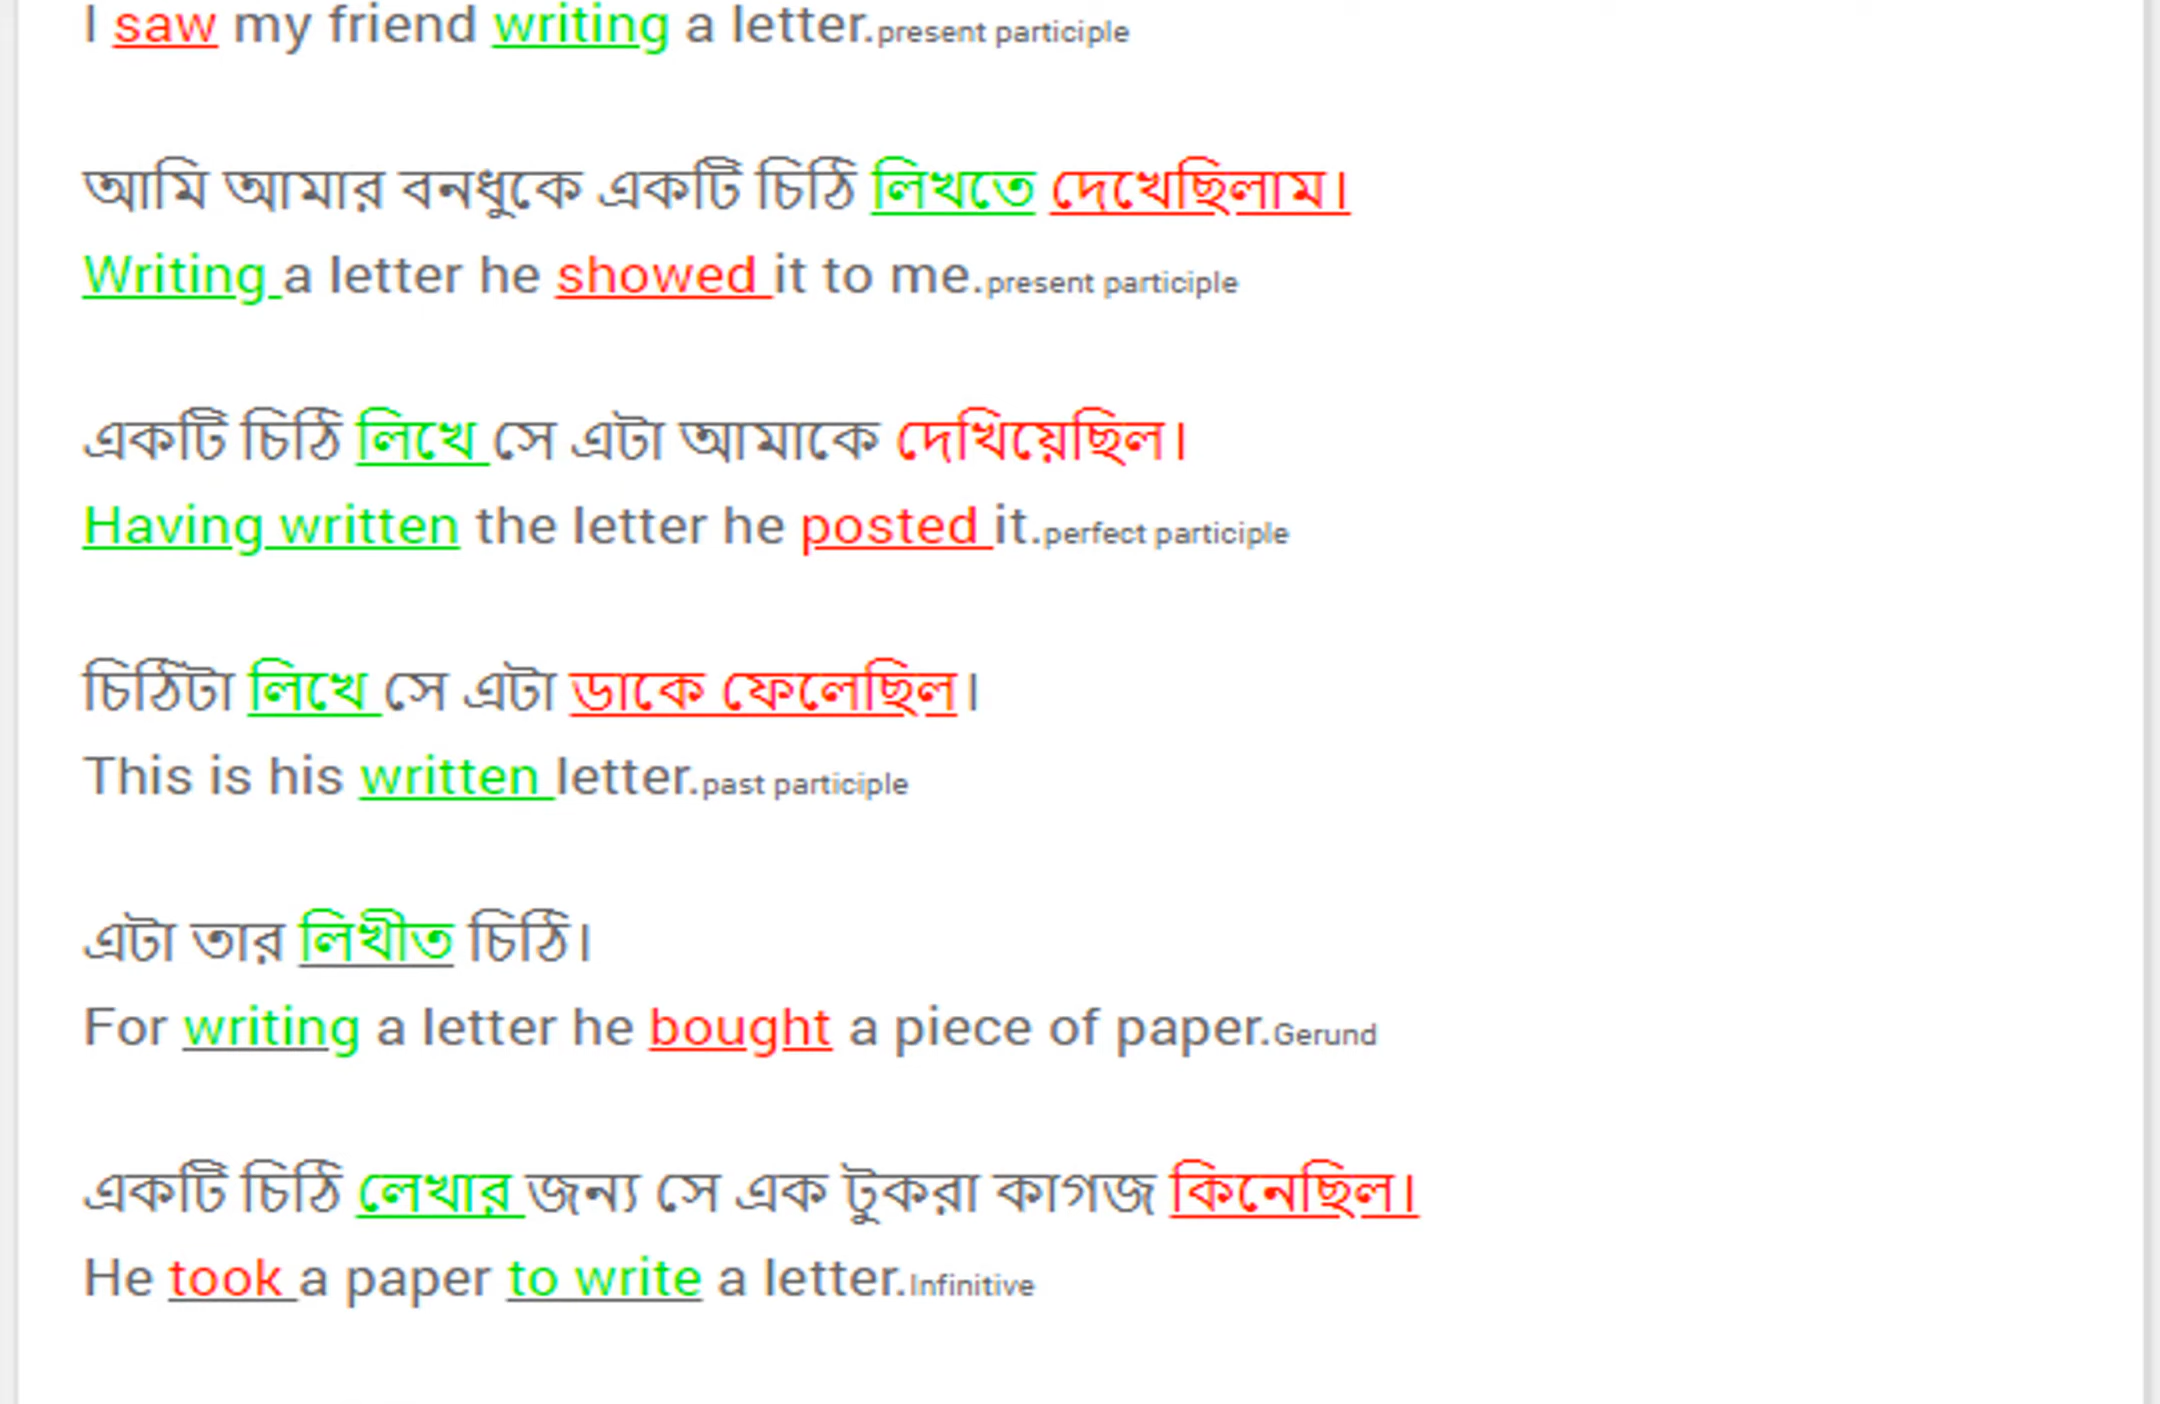 I saw my friend writing a letter.present participle
আমি আমার বনধুকে একটি চিঠি লিখতে দেখেছিলাম।
Writing a letter he showed it to me.present participle
একটি চিঠি লিখে সে এটা আমাকে দেখিয়েছিল।
Having written the letter he posted it.perfect participle
চিঠিটা লিখে সে এটা ডাকে ফেলেছিল।
This is his written letter.past participle
এটা তার লিখীত চিঠি।
For writing a letter he bought a piece of paper.Gerund
একটি চিঠি লেখার জন্য সে এক টুকরা কাগজ কিনেছিল।
He took a paper to write a letter.Infinitive